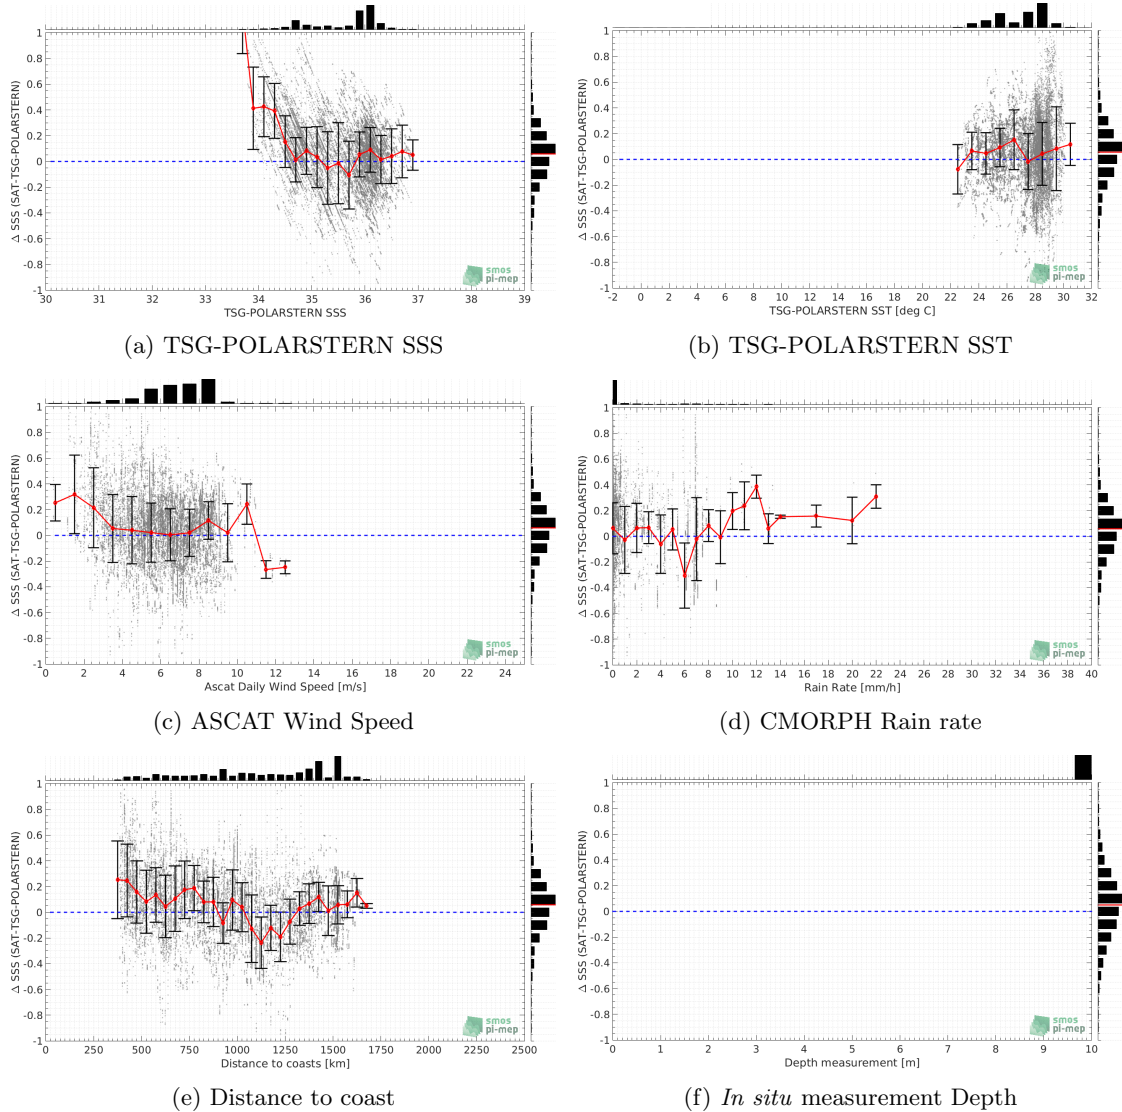 Δ SSS (SAT-TSG-POLARSTERN)
1
0.8
0.6
0.4
0.2
0
-0.2
-0.4
-0.6
-0.8
-1
30 31 32 33 34 35 36 37 38 39
TSG-POLARSTERN SSS
smos
pi-mep
(a) TSG-POLARSTERN SSS
Δ SSS (SAT-TSG-POLARSTERN)
1
0.8
0.6
0.4
0.2
0
-0.2
-0.4
-0.6
-0.8
-1
-2 0 2 4 6 8 10 12 14 16 18 20 22 24 26 28 30 32
TSG-POLARSTERN SST [deg C]
smos
pi-mep
(b) TSG-POLARSTERN SST
Δ SSS (SAT-TSG-POLARSTERN)
1
0.8
0.6
0.4
0.2
0
-0.2
-0.4
-0.6
-0.8
-1
0 2 4 6 8 10 12 14 16 18 20 22 24
Ascat Daily Wind Speed [m/s]
smos
pi-mep
(c) ASCAT Wind Speed
Δ SSS (SAT-TSG-POLARSTERN)
1
0.8
0.6
0.4
0.2
0
-0.2
-0.4
-0.6
-0.8
-1
0 2 4 6 8 10 12 14 16 18 20 22 24 26 28 30 32 34 36 38 40
Rain Rate [mm/h]
smos
pi-mep
(d) CMORPH Rain rate
Δ SSS (SAT-TSG-POLARSTERN)
1
0.8
0.6
0.4
0.2
0
-0.2
-0.4
-0.6
-0.8
-1
0 250 500 750 1000 1250 1500 1750 2000 2250 2500
Distance to coasts [km]
smos
pi-mep
(e) Distance to coast
Δ SSS (SAT-TSG-POLARSTERN)
1
0.8
0.6
0.4
0.2
0
-0.2
-0.4
-0.6
-0.8
-1
0 1 2 3 4 5 6 7 8 9 10
Depth measurement [m]
smos
pi-mep
(f) In situ measurement Depth